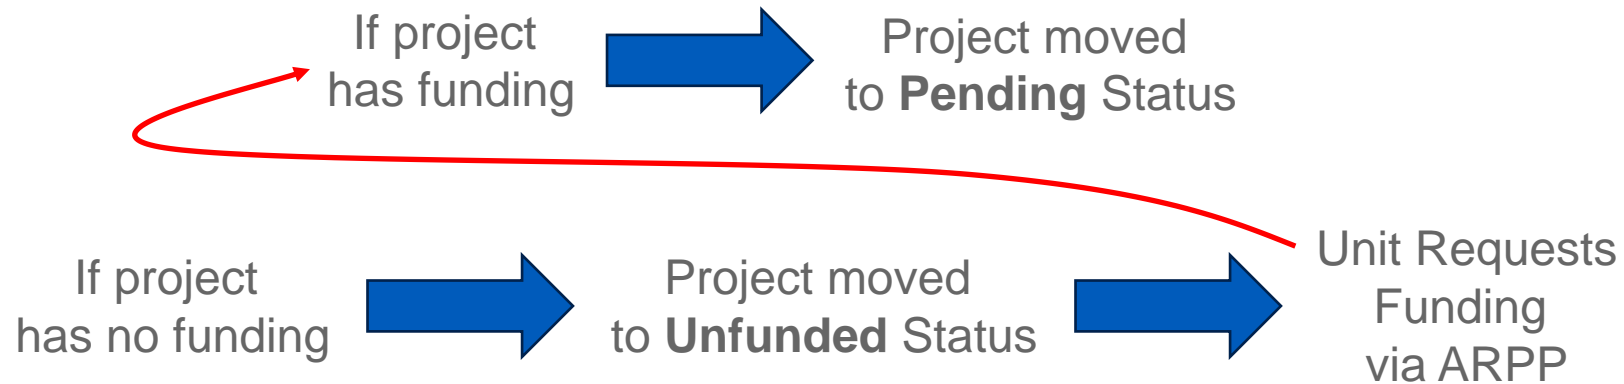 If project
has funding
Project moved
to Pending Status
If project
has no funding
Project moved
to Unfunded Status
Unit Requests
Funding
via ARPP